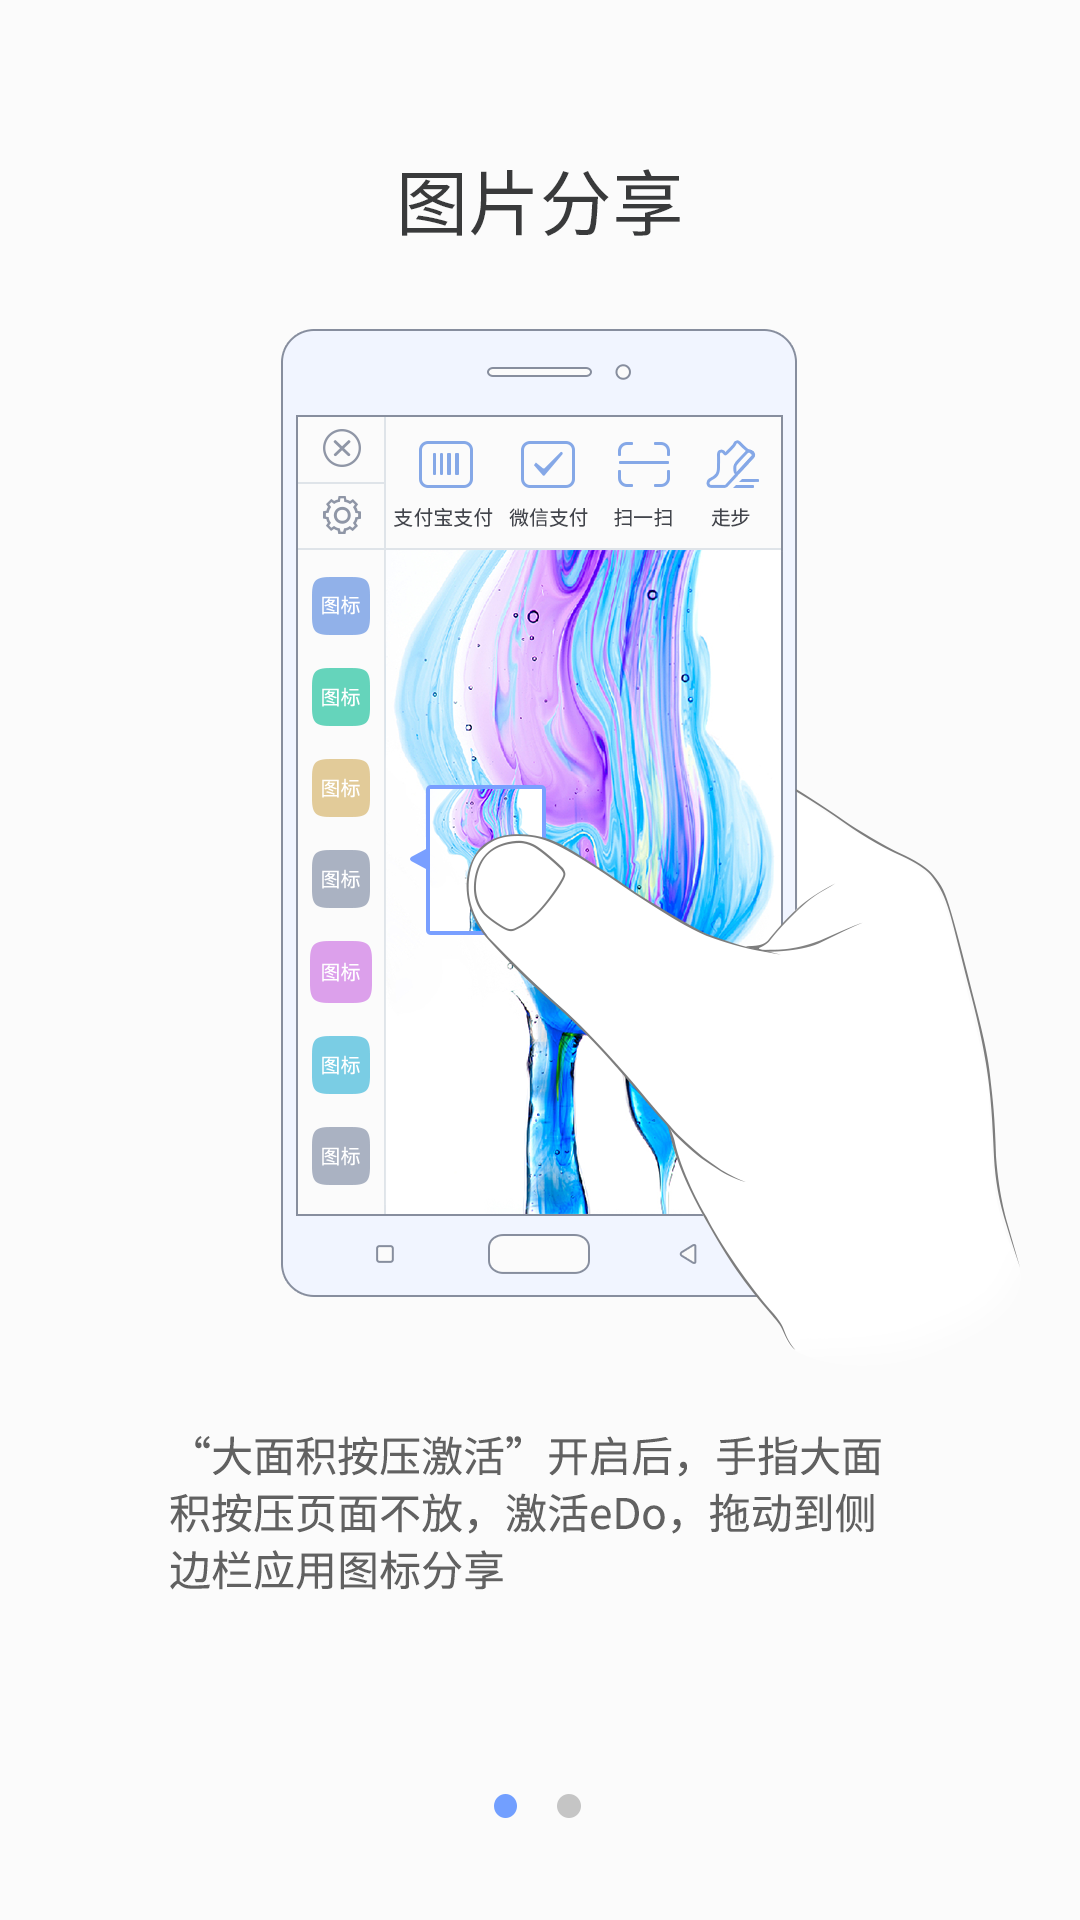 图片分享
支付宝支付 微信支付 扫一扫 走步
图标
图标
图标
图标
图标
图标
图标
“大面积按压激活”开启后，手指大面
积按压页面不放，激活eDo，拖动到侧
边栏应用图标分享